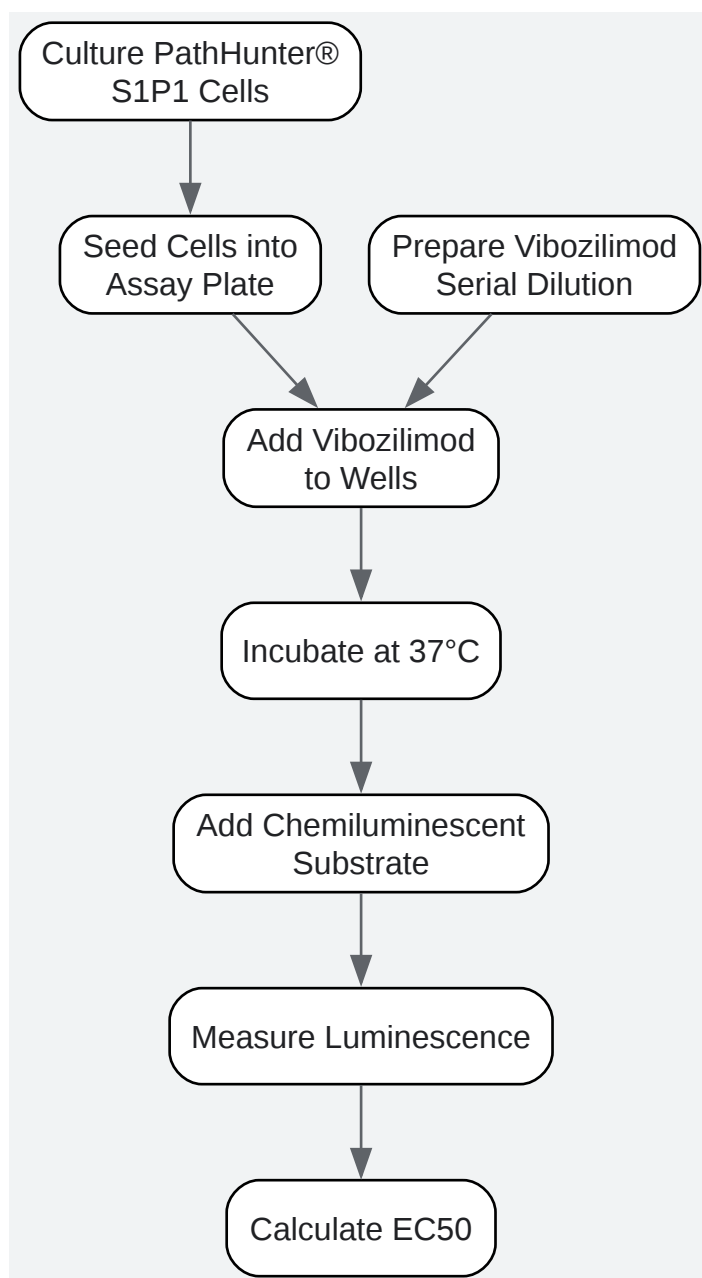 Culture PathHunter®
S1P1 Cells
Seed Cells into
Assay Plate
Prepare Vibozilimod
Serial Dilution
Add Vibozilimod
to Wells
Incubate at 37°C
Add Chemiluminescent
Substrate
Measure Luminescence
Calculate EC50